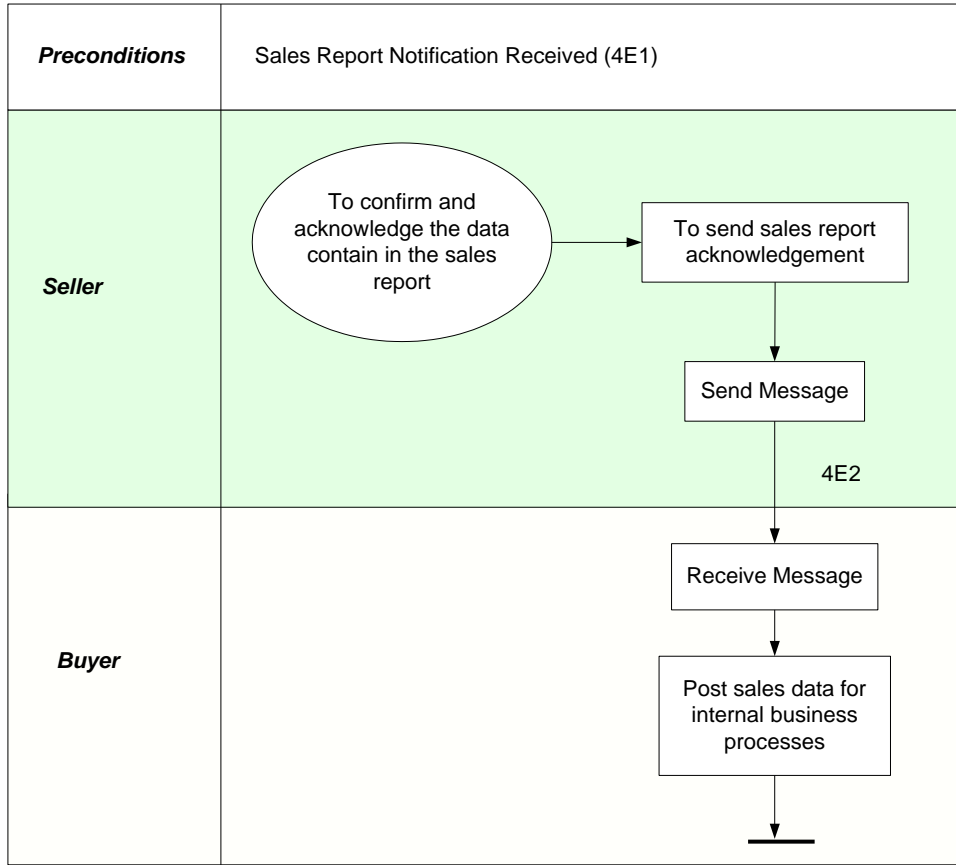 Preconditions
Sales Report Notification Received (4E1)
Seller
To confirm and
acknowledge the data
contain in the sales
report
To send sales report
acknowledgement
Send Message
4E2
Buyer
Receive Message
Post sales data for
internal business
processes